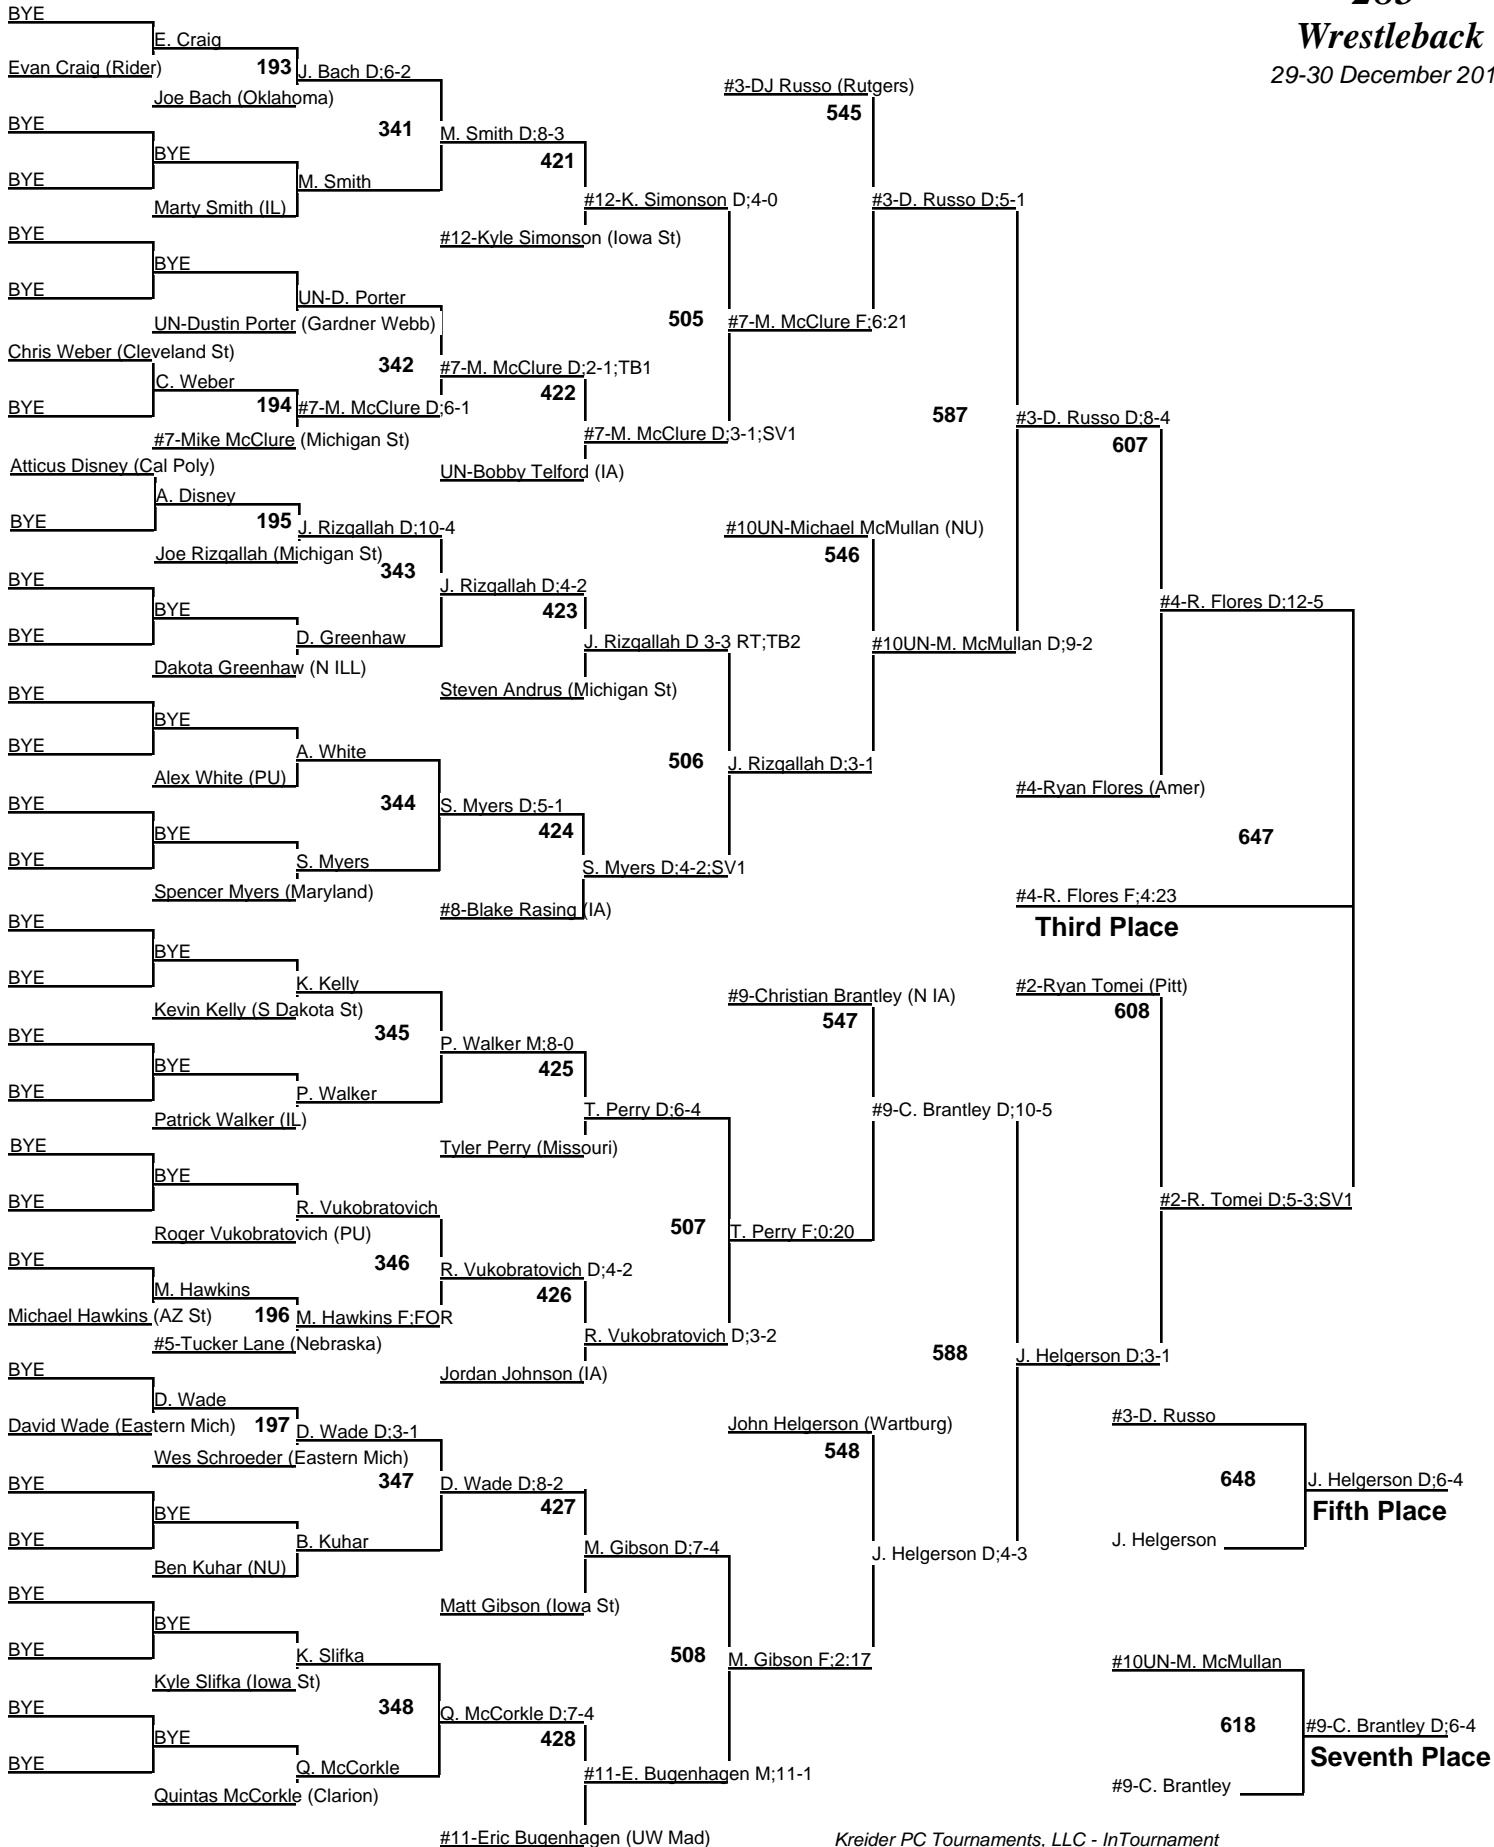 285
Wrestleback
29-30 December 201
BYE
E. Craig
Evan Craig (Rider)
193
J. Bach D;6-2
Joe Bach (Oklahoma)
#3-DJ Russo (Rutgers)
545
BYE
341
M. Smith D;8-3
421
BYE
BYE
M. Smith
Marty Smith (IL)
#12-K. Simonson D;4-0
#3-D. Russo D;5-1
BYE
#12-Kyle Simonson (Iowa St)
BYE
BYE
UN-D. Porter
UN-Dustin Porter (Gardner Webb)
505
#7-M. McClure F;6:21
Chris Weber (Cleveland St)
342
#7-M. McClure D;2-1;TB1
C. Weber
422
BYE
194
#7-M. McClure D;6-1
587
#3-D. Russo D;8-4
#7-Mike McClure (Michigan St)
#7-M. McClure D;3-1;SV1
607
Atticus Disney (Cal Poly)
UN-Bobby Telford (IA)
A. Disney
BYE
195
J. Rizqallah D;10-4
#10UN-Michael McMullan (NU)
Joe Rizqallah (Michigan St)
546
343
BYE
J. Rizqallah D;4-2
BYE
423
#4-R. Flores D;12-5
BYE
D. Greenhaw
J. Rizqallah D 3-3 RT;TB2
#10UN-M. McMullan D;9-2
Dakota Greenhaw (N ILL)
BYE
Steven Andrus (Michigan St)
BYE
BYE
A. White
506
J. Rizqallah D;3-1
Alex White (PU)
#4-Ryan Flores (Amer)
BYE
344
S. Myers D;5-1
BYE
424
647
BYE
S. Myers
S. Myers D;4-2;SV1
Spencer Myers (Maryland)
#8-Blake Rasing (IA)
#4-R. Flores F;4:23
Third Place
BYE
BYE
BYE
K. Kelly
#9-Christian Brantley (N IA)
#2-Ryan Tomei (Pitt)
Kevin Kelly (S Dakota St)
547
608
BYE
345
P. Walker M;8-0
BYE
425
BYE
P. Walker
Patrick Walker (IL)
T. Perry D;6-4
#9-C. Brantley D;10-5
BYE
Tyler Perry (Missouri)
BYE
BYE
R. Vukobratovich
#2-R. Tomei D;5-3;SV1
Roger Vukobratovich (PU)
507
T. Perry F;0:20
BYE
346
R. Vukobratovich D;4-2
M. Hawkins
426
Michael Hawkins (AZ St)
196
M. Hawkins F;FOR
#5-Tucker Lane (Nebraska)
R. Vukobratovich D;3-2
588
J. Helgerson D;3-1
BYE
Jordan Johnson (IA)
D. Wade
David Wade (Eastern Mich)
197
D. Wade D;3-1
John Helgerson (Wartburg)
#3-D. Russo
Wes Schroeder (Eastern Mich)
548
BYE
347
D. Wade D;8-2
648
J. Helgerson D;6-4
BYE
427
Fifth Place
BYE
B. Kuhar
M. Gibson D;7-4
J. Helgerson D;4-3
J. Helgerson
Ben Kuhar (NU)
BYE
Matt Gibson (Iowa St)
BYE
BYE
K. Slifka
508
M. Gibson F;2:17
#10UN-M. McMullan
Kyle Slifka (Iowa St)
BYE
348
Q. McCorkle D;7-4
618
#9-C. Brantley D;6-4
BYE
428
Seventh Place
BYE
Q. McCorkle
#11-E. Bugenhagen M;11-1
Quintas McCorkle (Clarion)
#9-C. Brantley
#11-Eric Bugenhagen (UW Mad)
Kreider PC Tournaments, LLC - InTournament